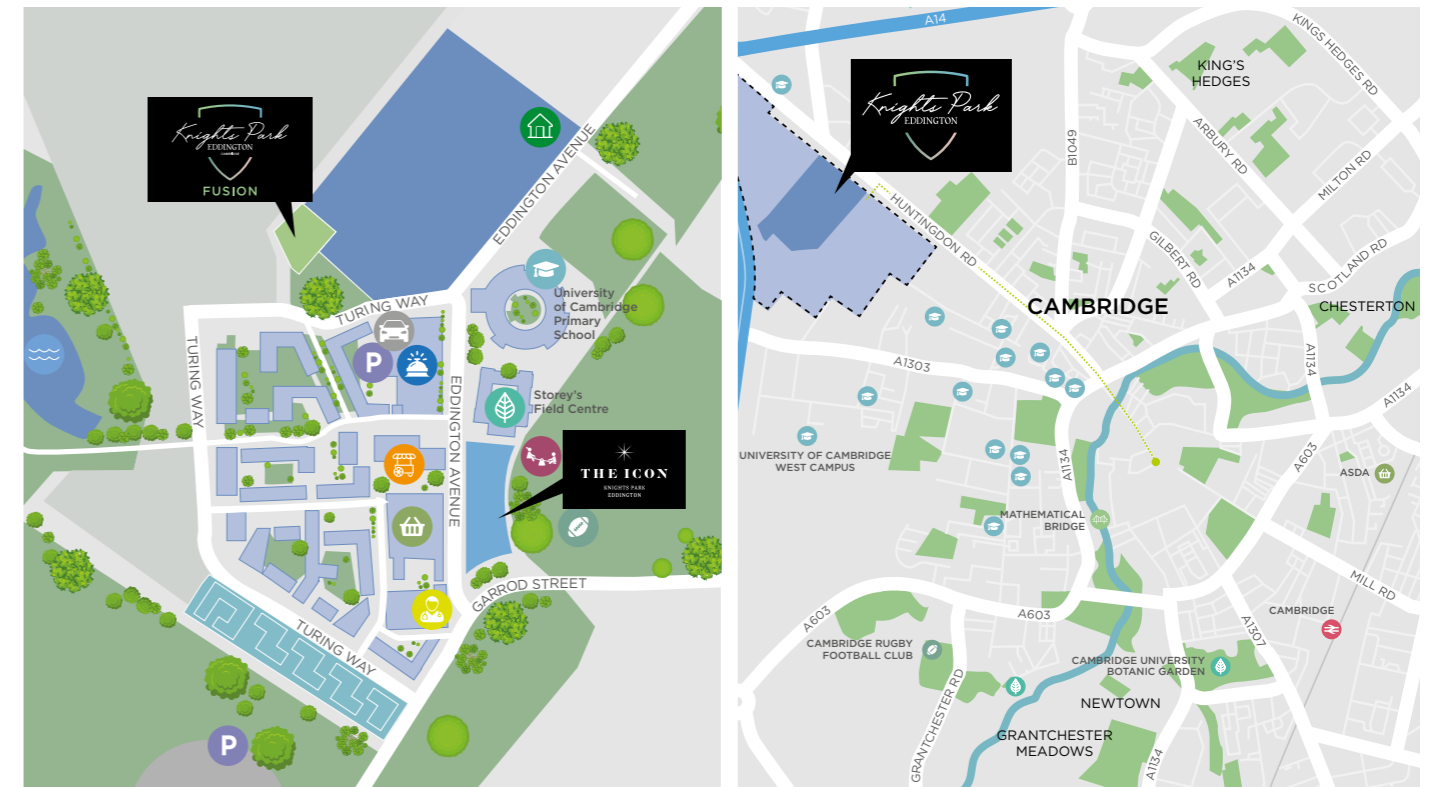 Knights Park
EDDINGTON
FUSION
EDDINGTON AVENUE
University
of Cambridge
Primary
School
TURING WAY
P
TURING WAY
EDDINGTON AVENUE
Storey's
Field Centre
THE ICON
KNIGHTS PARK
EDDINGTON
GARROD STREET
TURING WAY
P
A14
KINGS HEDGES RD
KING'S
HEDGES
Knights Park
EDDINGTON
B1049
ARBURY RD
MILTON RD
HUNTINGDON RD
GILBERT RD
A1134
SCOTLAND RD
CAMBRIDGE
CHESTERTON
A1303
A1134
A1134
UNIVERSITY OF CAMBRIDGE
WEST CAMPUS
A1134
A603
ASDA
MATHEMATICAL
BRIDGE
MILL RD
A603
A603
CAMBRIDGE
A1307
CAMBRIDGE RUGBY
FOOTBALL CLUB
CAMBRIDGE UNIVERSITY
BOTANIC GARDEN
GRANTCHESTER RD
NEWTOWN
GRANTCHESTER
MEADOWS
A1134